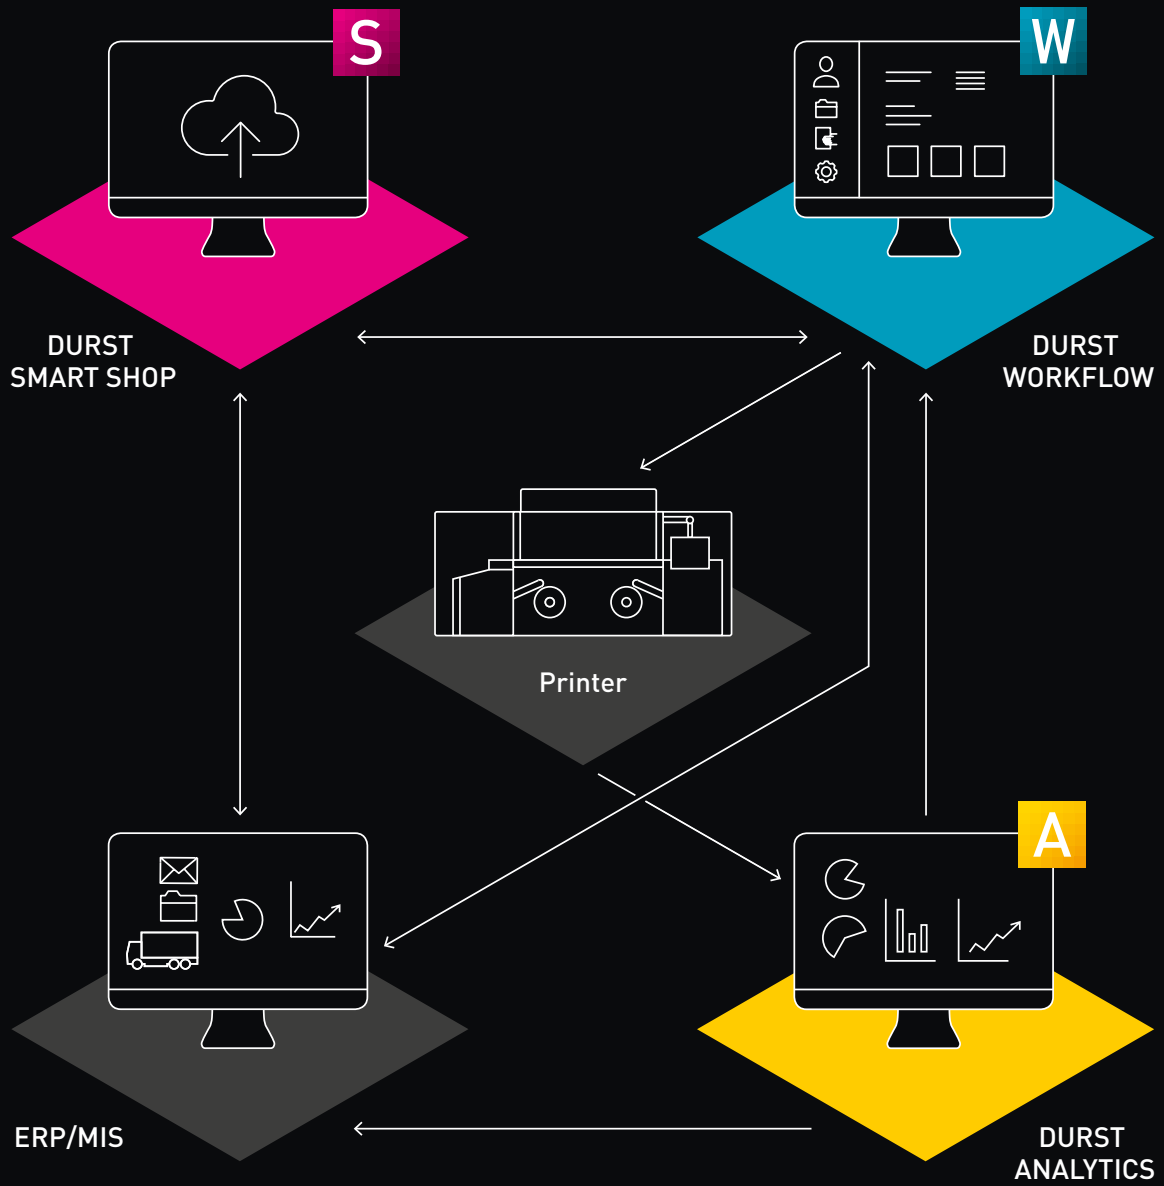 S
W
DURST
SMART SHOP
DURST
WORKFLOW
Printer
A
ERP/MIS
DURST
ANALYTICS